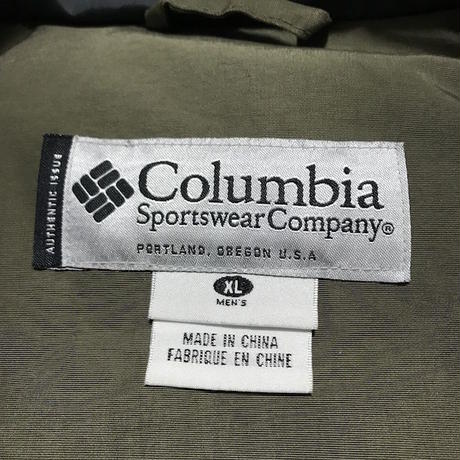 AUTHENTIC ISSUE
Columbia
Sportswear Company®
PORTLAND, OREGON U.S.A
XL
MEN'S
MADE IN CHINA
FABRIQUE EN CHINE